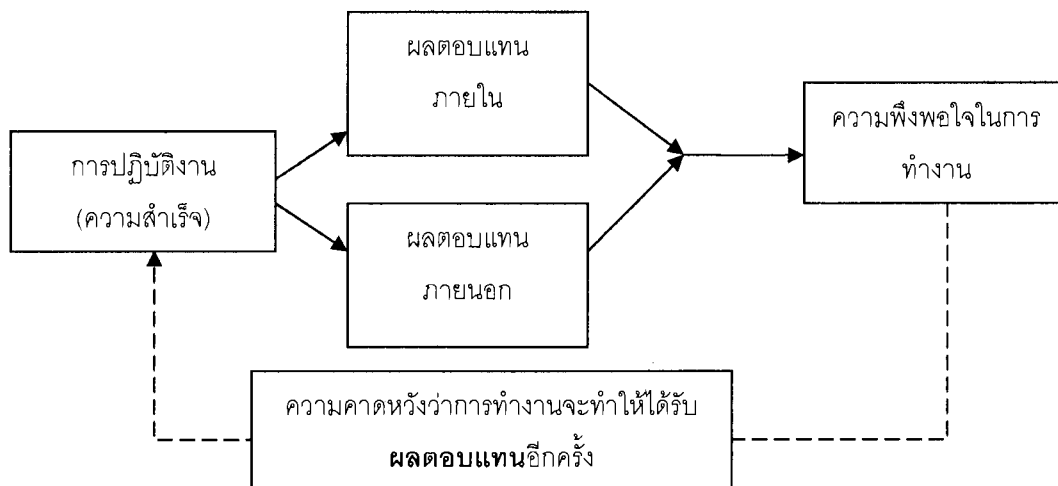 ผลตอบแทน
ภายใน
การปฏิบัติงาน
(ความสำเร็จ)
ผลตอบแทน
ภายนอก
ความพึงพอใจในการ
ทำงาน
ความคาดหวังว่าการทำงานจะทำให้ได้รับ
ผลตอบแทนอีกครั้ง